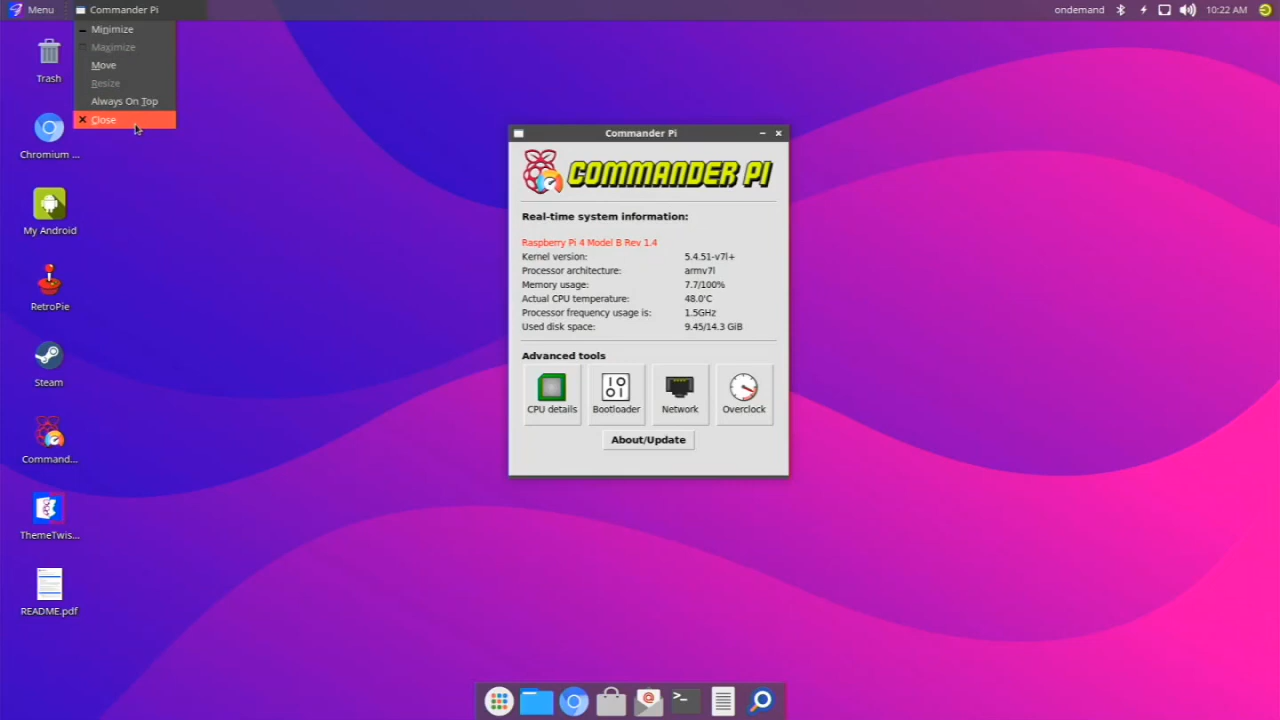 Menu
Commander Pi
ondemand
10:22 AM
Minimize
Maximize
Move
Resize
Always On Top
Close
Trash
Chromium ...
My Android
RetroPie
Steam
Command...
ThemeTwis...
README.pdf
Commander Pi
COMMANDER PI
Real-time system information:
Raspberry Pi 4 Model B Rev 1.4
Kernel version: 5.4.51-v7l+
Processor architecture: armv7l
Memory usage: 7.7/100%
Actual CPU temperature: 48.0'C
Processor frequency usage is: 1.5GHz
Used disk space: 9.45/14.3 GiB
Advanced tools
CPU details
Bootloader
Network
Overclock
About/Update